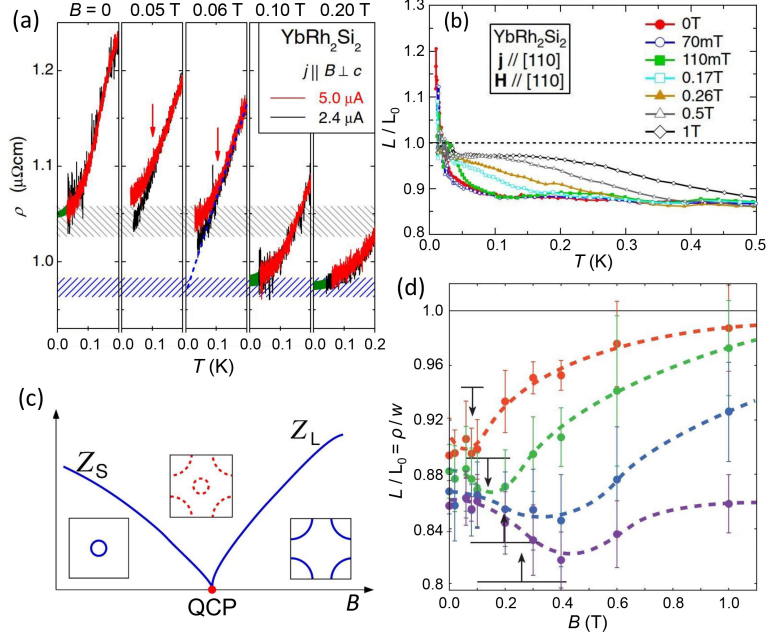 (a)
B = 0 0.05 T 0.06 T 0.10 T 0.20 T
YbRh₂Si₂
j || B ⊥ c
5.0 μA
2.4 μA
1.2
1.1
1.0
ρ (μΩcm)
0.0 0.1 0.0 0.1 0.0 0.1 0.0 0.1 0.0 0.1 0.2
T (K)
(b)
YbRh₂Si₂
j // [110]
H // [110]
0T
70mT
110mT
0.17T
0.26T
0.5T
1T
1.3
1.2
1.1
1.0
0.9
0.8
L / L₀
0.0 0.1 0.2 0.3 0.4 0.5
T (K)
(c)
Z_S
Z_L
QCP
B
(d)
1.0
0.96
0.92
0.88
0.84
0.8
L / L₀ = ρ / w
0.0 0.2 0.4 0.6 0.8 1.0
B (T)